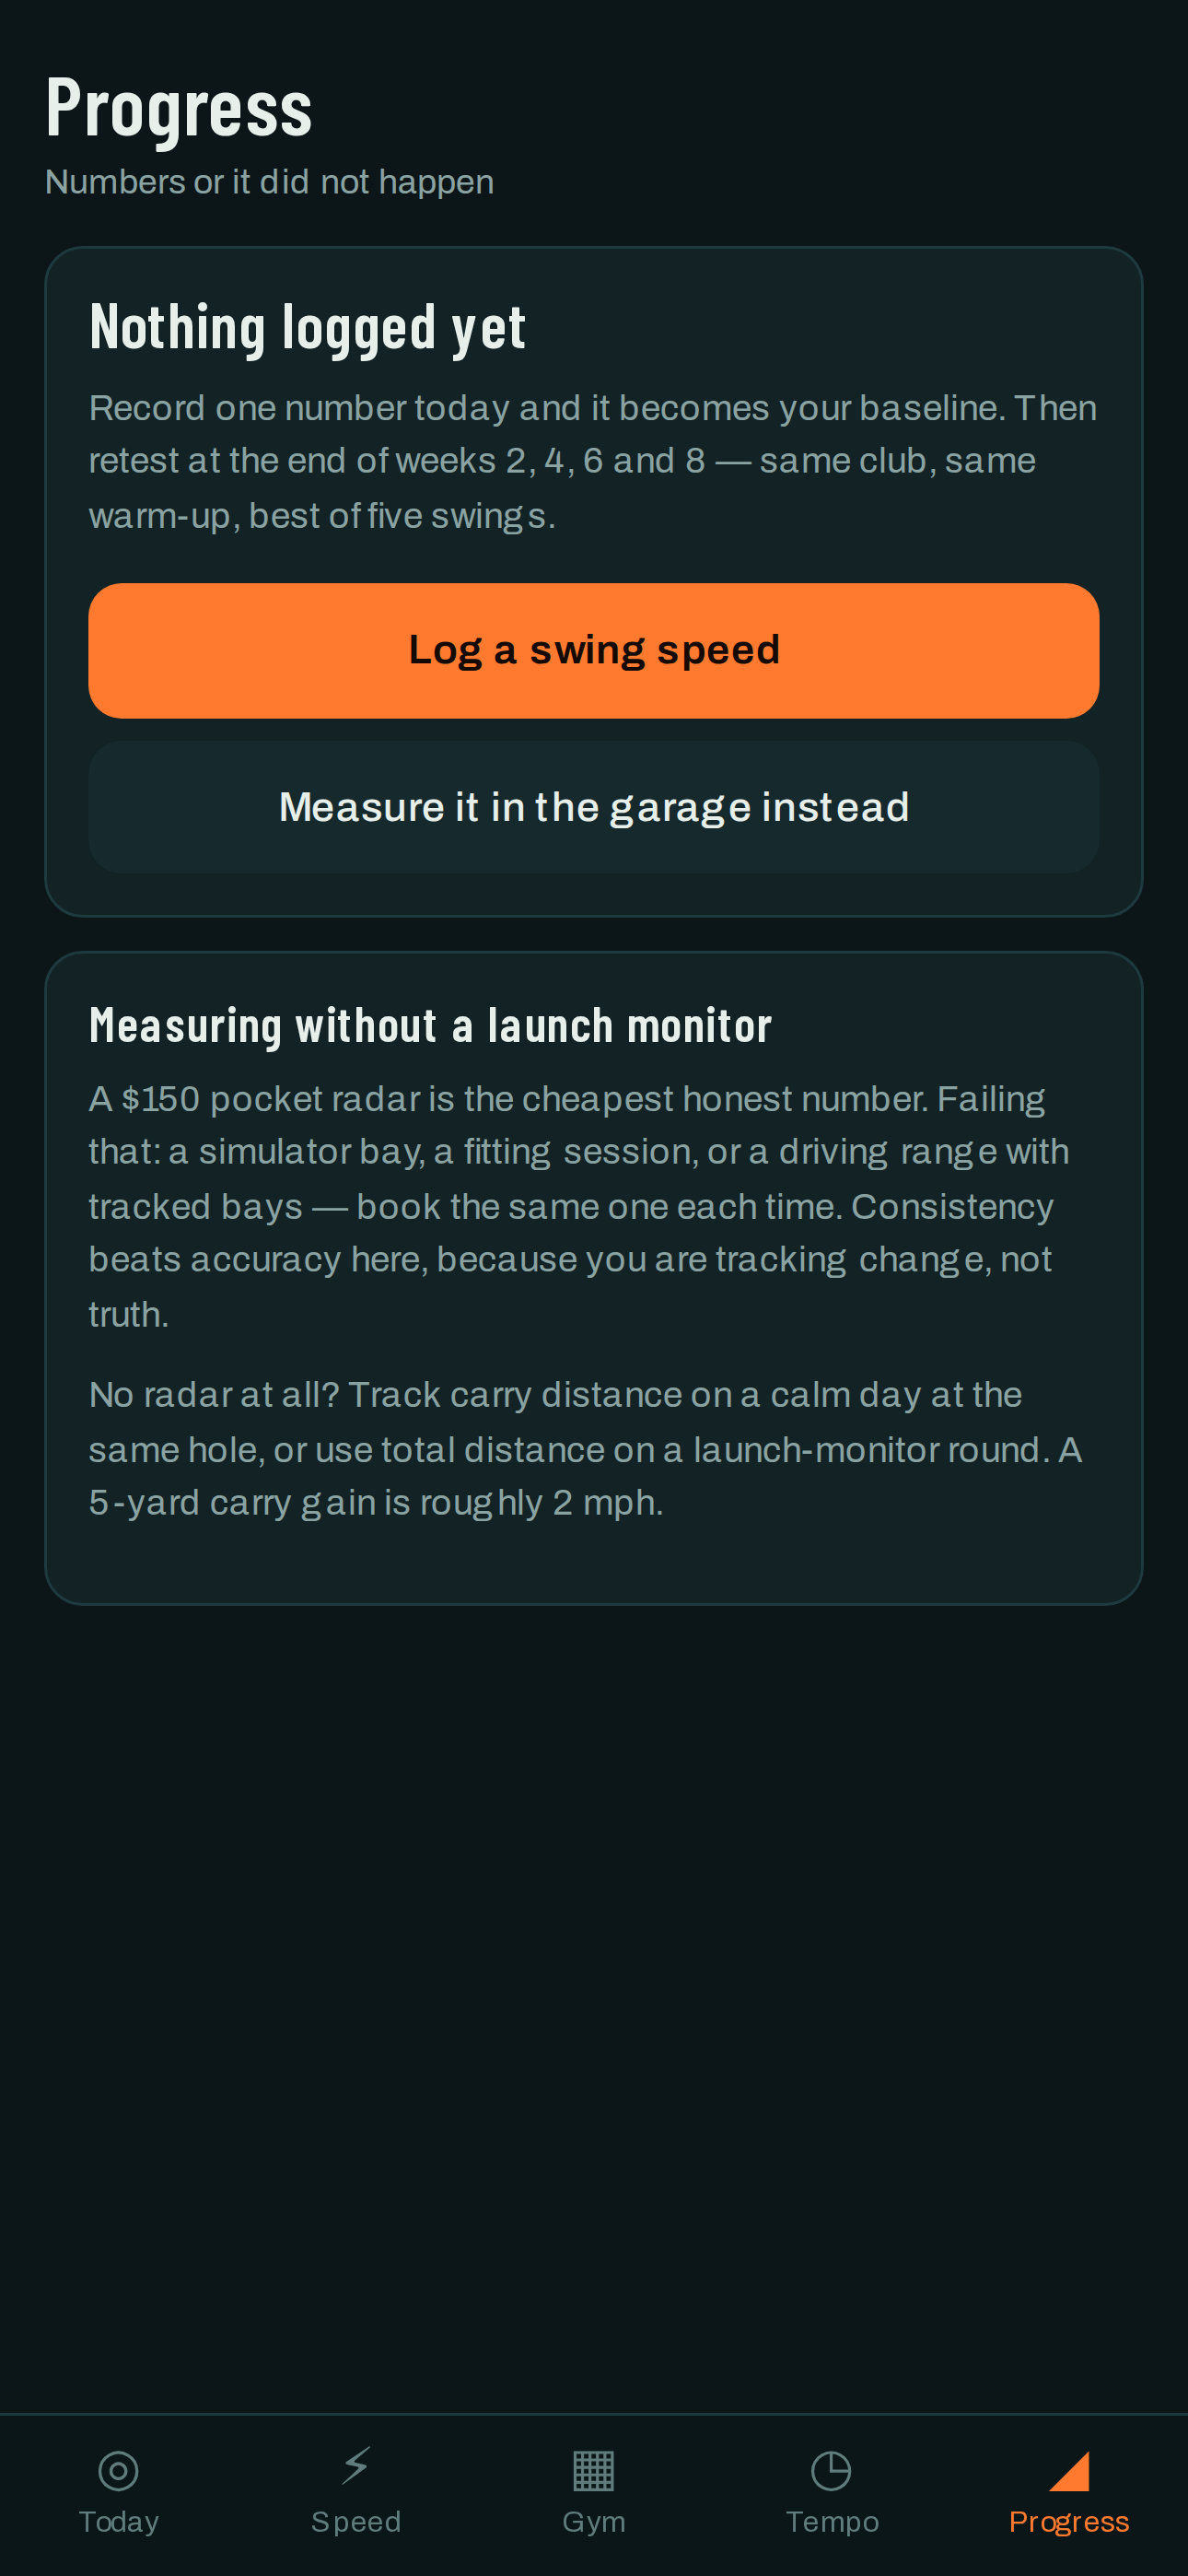 Progress
Numbers or it did not happen
Nothing logged yet
Record one number today and it becomes your baseline. Then
retest at the end of weeks 2, 4, 6 and 8 — same club, same
warm-up, best of five swings.
Log a swing speed
Measure it in the garage instead
Measuring without a launch monitor
A $150 pocket radar is the cheapest honest number. Failing
that: a simulator bay, a fitting session, or a driving range with
tracked bays — book the same one each time. Consistency
beats accuracy here, because you are tracking change, not
truth.
No radar at all? Track carry distance on a calm day at the
same hole, or use total distance on a launch-monitor round. A
5-yard carry gain is roughly 2 mph.
Today
Speed
Gym
Tempo
Progress